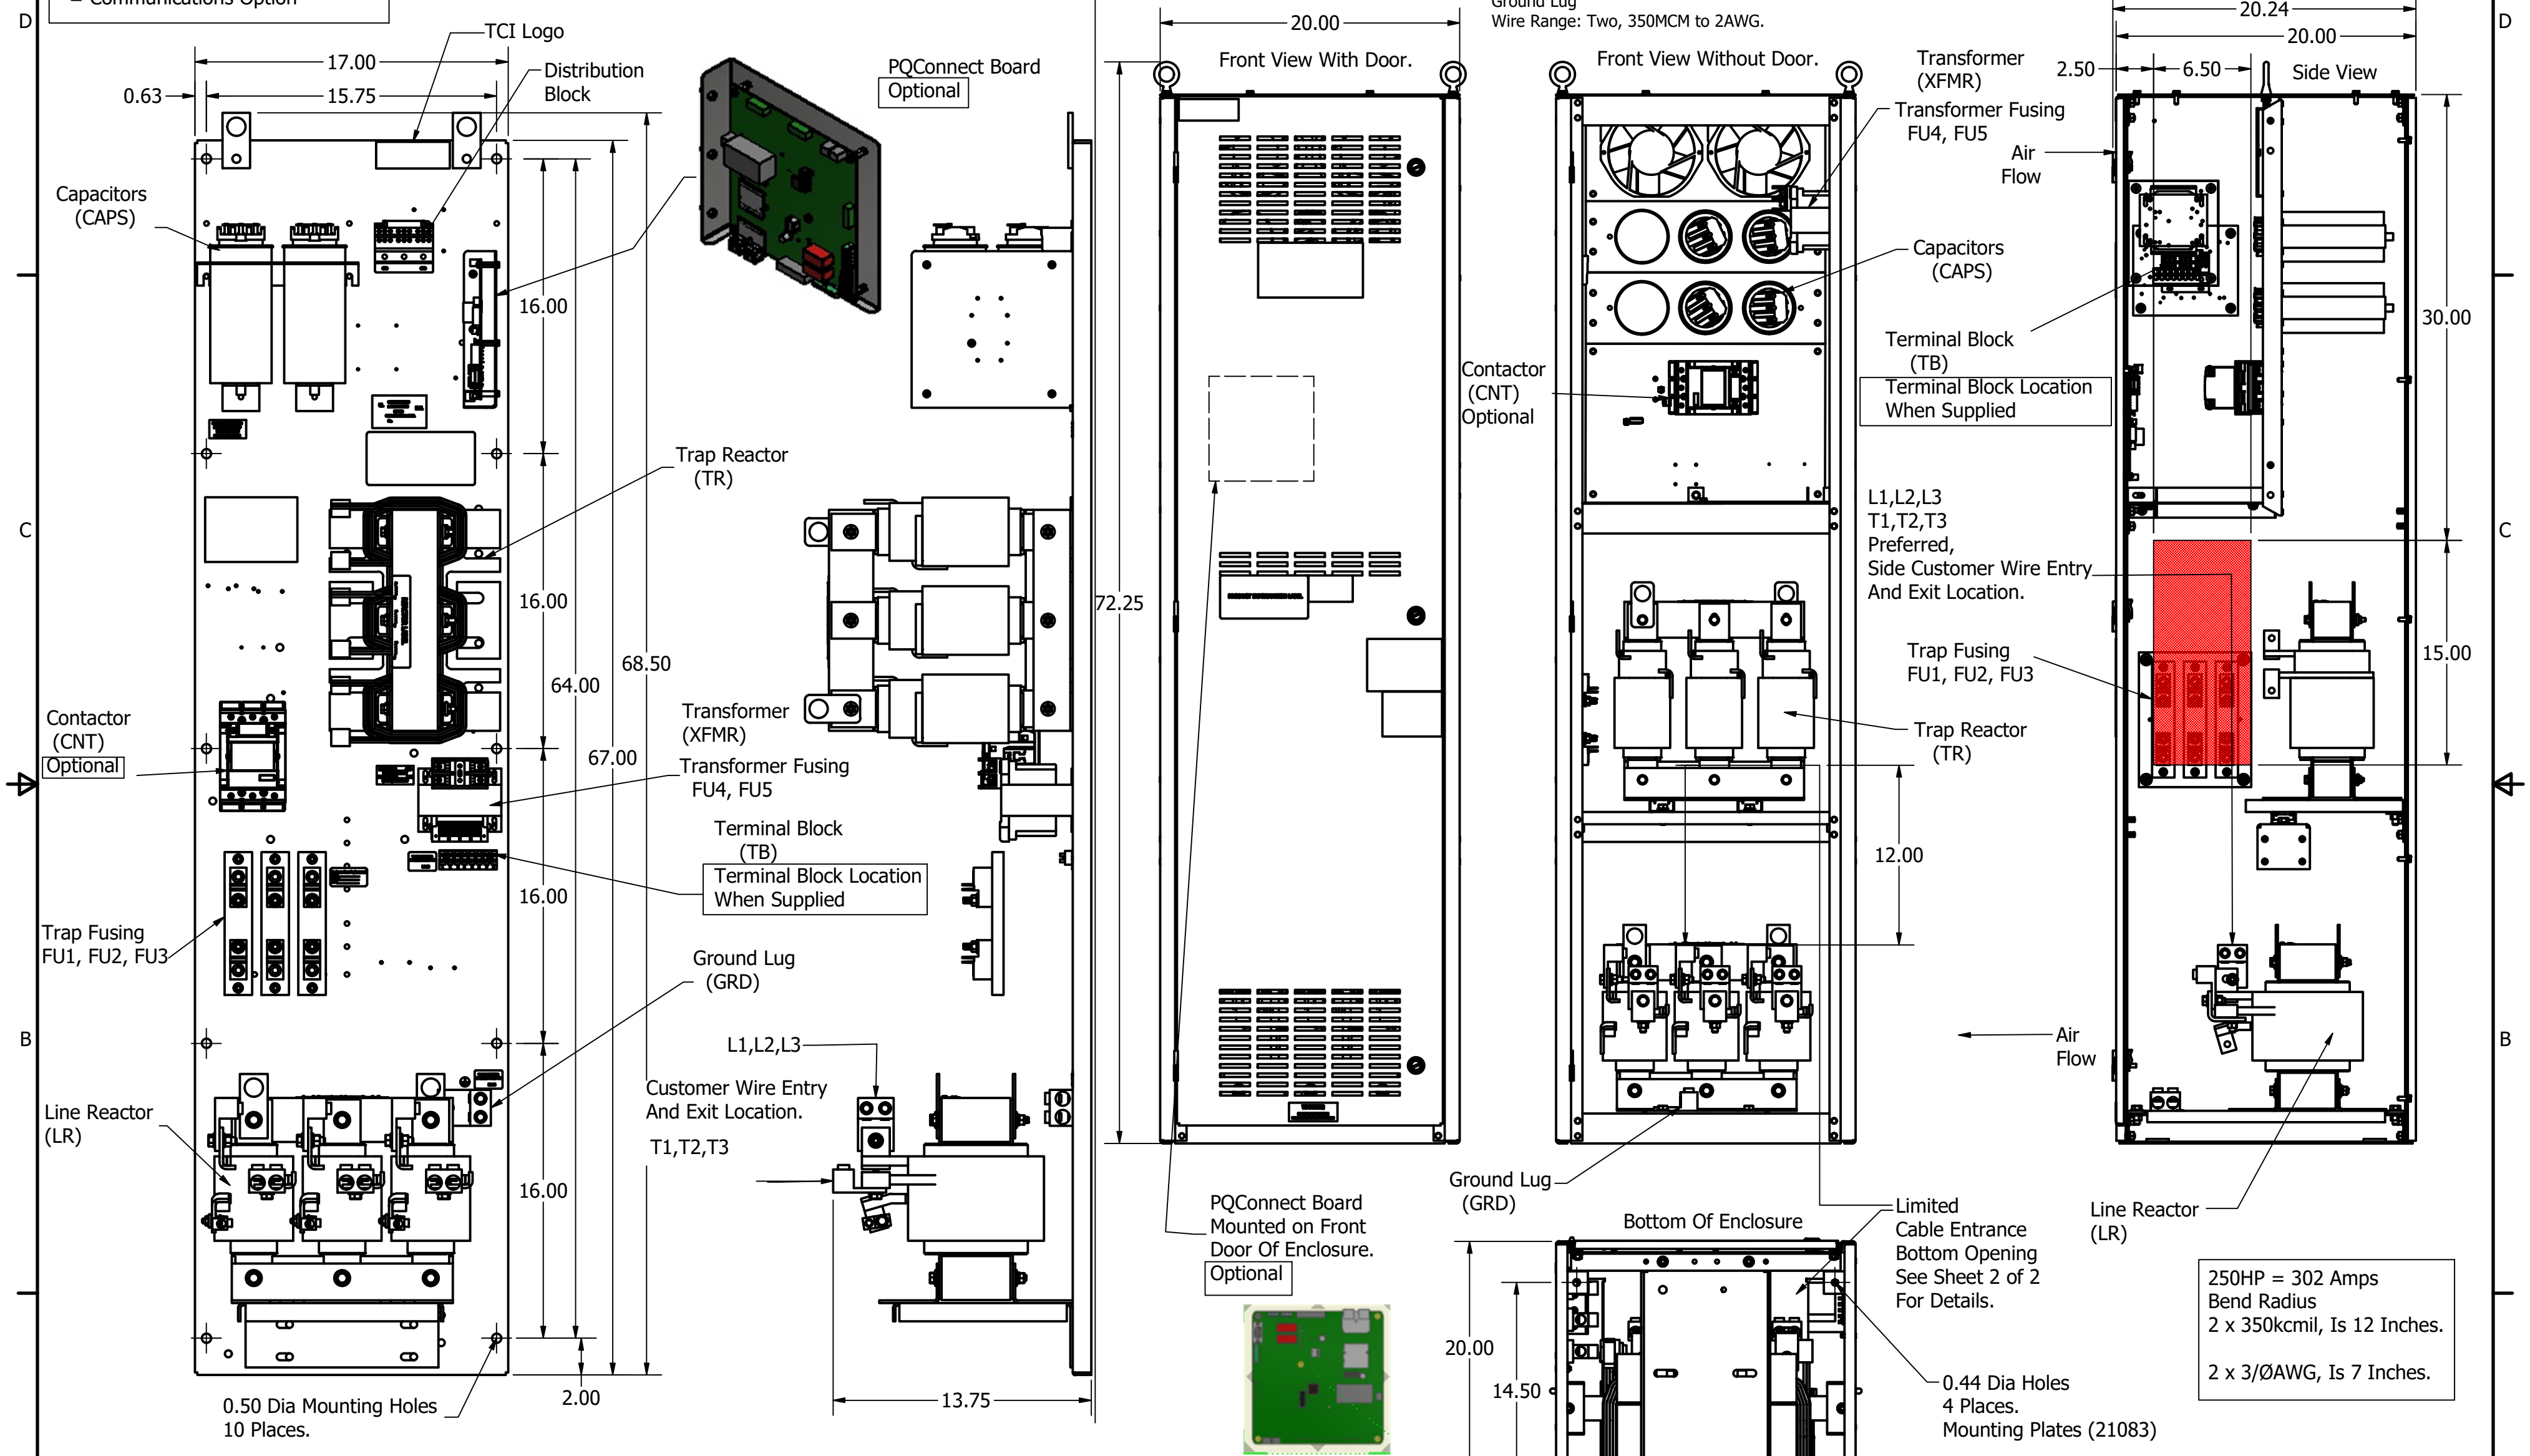 D
= Communications Option
TCI Logo
17.00
0.63
15.75
Distribution
Block
PQConnect Board
Optional
Capacitors
(CAPS)
16.00
Trap Reactor
(TR)
C
16.00
68.50
64.00
67.00
Contactor
(CNT)
Optional
Transformer
(XFMR)
Transformer Fusing
FU4, FU5
Terminal Block
(TB)
Terminal Block Location
When Supplied
16.00
Trap Fusing
FU1, FU2, FU3
Ground Lug
(GRD)
B
L1,L2,L3
Customer Wire Entry
And Exit Location.
T1,T2,T3
Line Reactor
(LR)
16.00
0.50 Dia Mounting Holes
10 Places.
2.00
13.75
20.00
Ground Lug
Wire Range: Two, 350MCM to 2AWG.
Front View With Door.
Front View Without Door.
72.25
Transformer
(XFMR)
Transformer Fusing
FU4, FU5
Capacitors
(CAPS)
Contactor
(CNT)
Optional
Terminal Block
(TB)
Terminal Block Location
When Supplied
L1,L2,L3
T1,T2,T3
Preferred,
Side Customer Wire Entry
And Exit Location.
Trap Fusing
FU1, FU2, FU3
Trap Reactor
(TR)
12.00
Ground Lug
(GRD)
PQConnect Board
Mounted on Front
Door Of Enclosure.
Optional
Bottom Of Enclosure
20.00
14.50
Limited
Cable Entrance
Bottom Opening
See Sheet 2 of 2
For Details.
0.44 Dia Holes
4 Places.
Mounting Plates (21083)
20.24
20.00
2.50
6.50
Side View
Air
Flow
30.00
15.00
Air
Flow
Line Reactor
(LR)
250HP = 302 Amps
Bend Radius
2 x 350kcmil, Is 12 Inches.
2 x 3/ØAWG, Is 7 Inches.
D
C
B